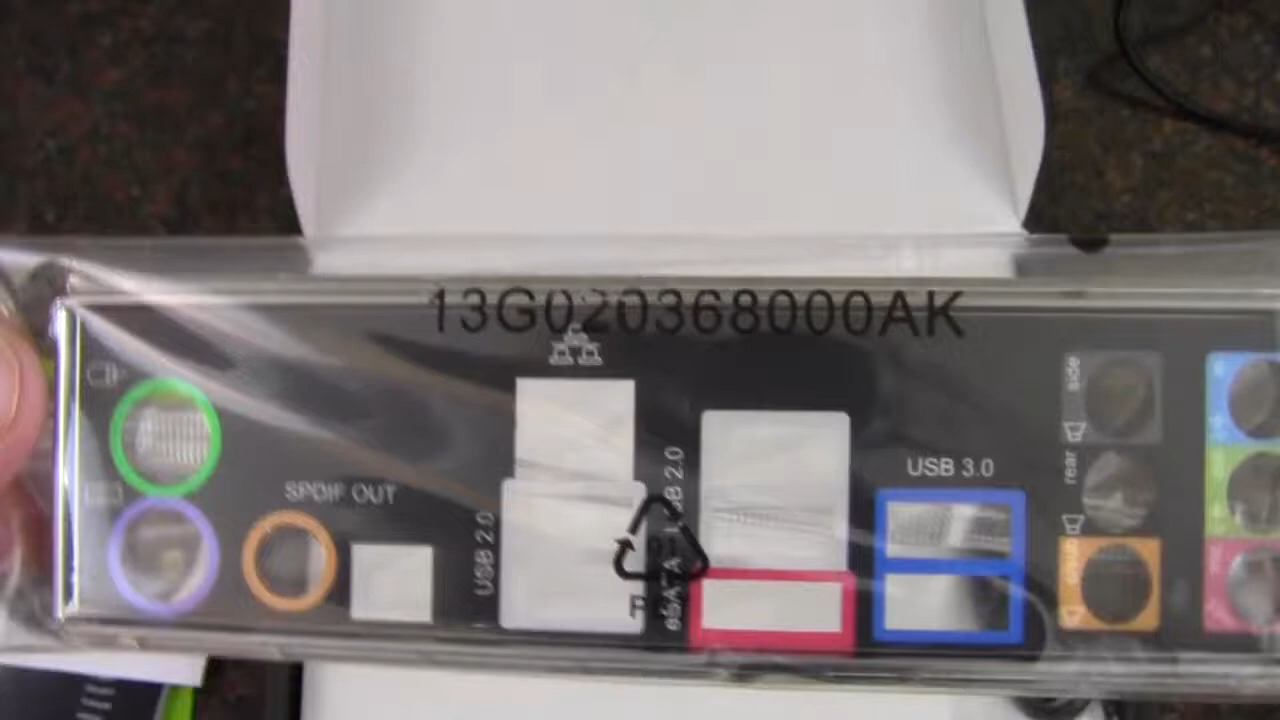 13G020368000AK
SPDIF OUT
USB 2.0
eSATA
USB 2.0
USB 3.0
side
rear